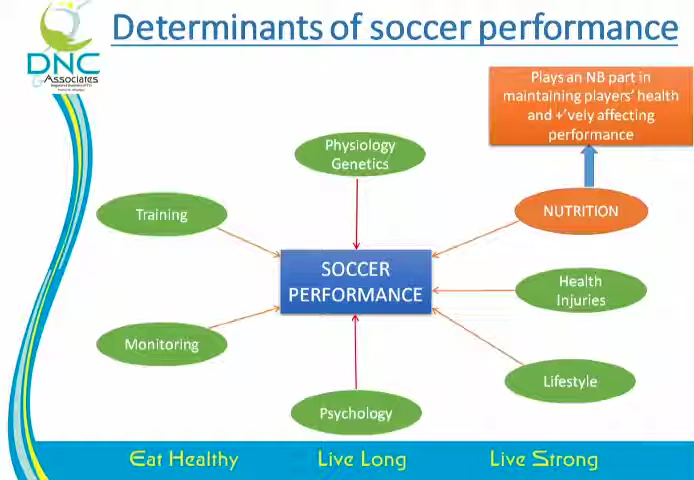 Determinants of soccer performance
DNC
& Associates
Plays an NB part in
maintaining players' health
and +'vely affecting
performance
Physiology
Genetics
Training
NUTRITION
SOCCER
PERFORMANCE
Health
Injuries
Monitoring
Lifestyle
Psychology
Eat Healthy
Live Long
Live Strong